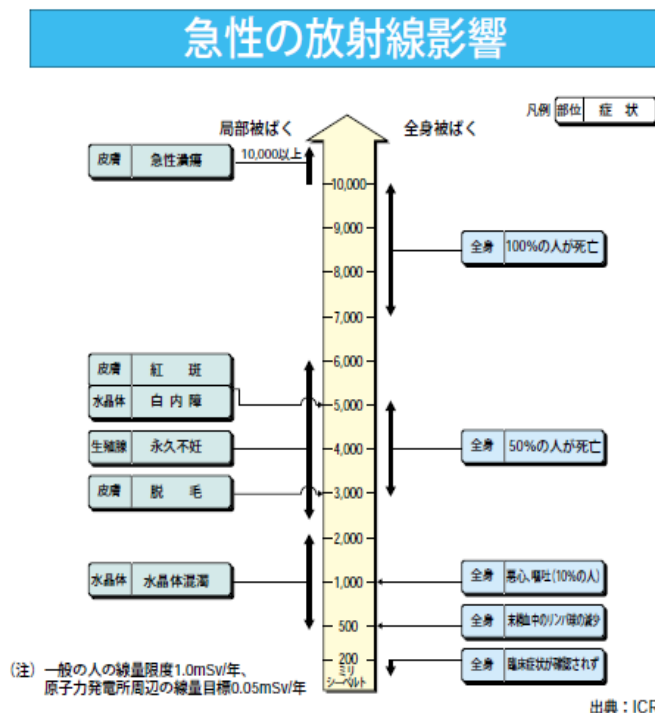 急性の放射線影響
凡例 部位 症 状
局部被ばく
全身被ばく
皮膚 急性潰瘍
10,000以上
10,000
9,000
全身 100%の人が死亡
8,000
7,000
6,000
皮膚 紅 斑
水晶体 白 内 障
5,000
生殖腺 永久不妊
4,000
全身 50%の人が死亡
皮膚 脱 毛
3,000
2,000
水晶体 水晶体混濁
1,000
全身 悪心、嘔吐(10%の人)
500
全身 末梢血中のリンパ球の減少
200
全身 臨床症状が確認されず
ミリ
シーベルト
(注) 一般の人の線量限度1.0mSv/年、
原子力発電所周辺の線量目標0.05mSv/年
出典:ICR